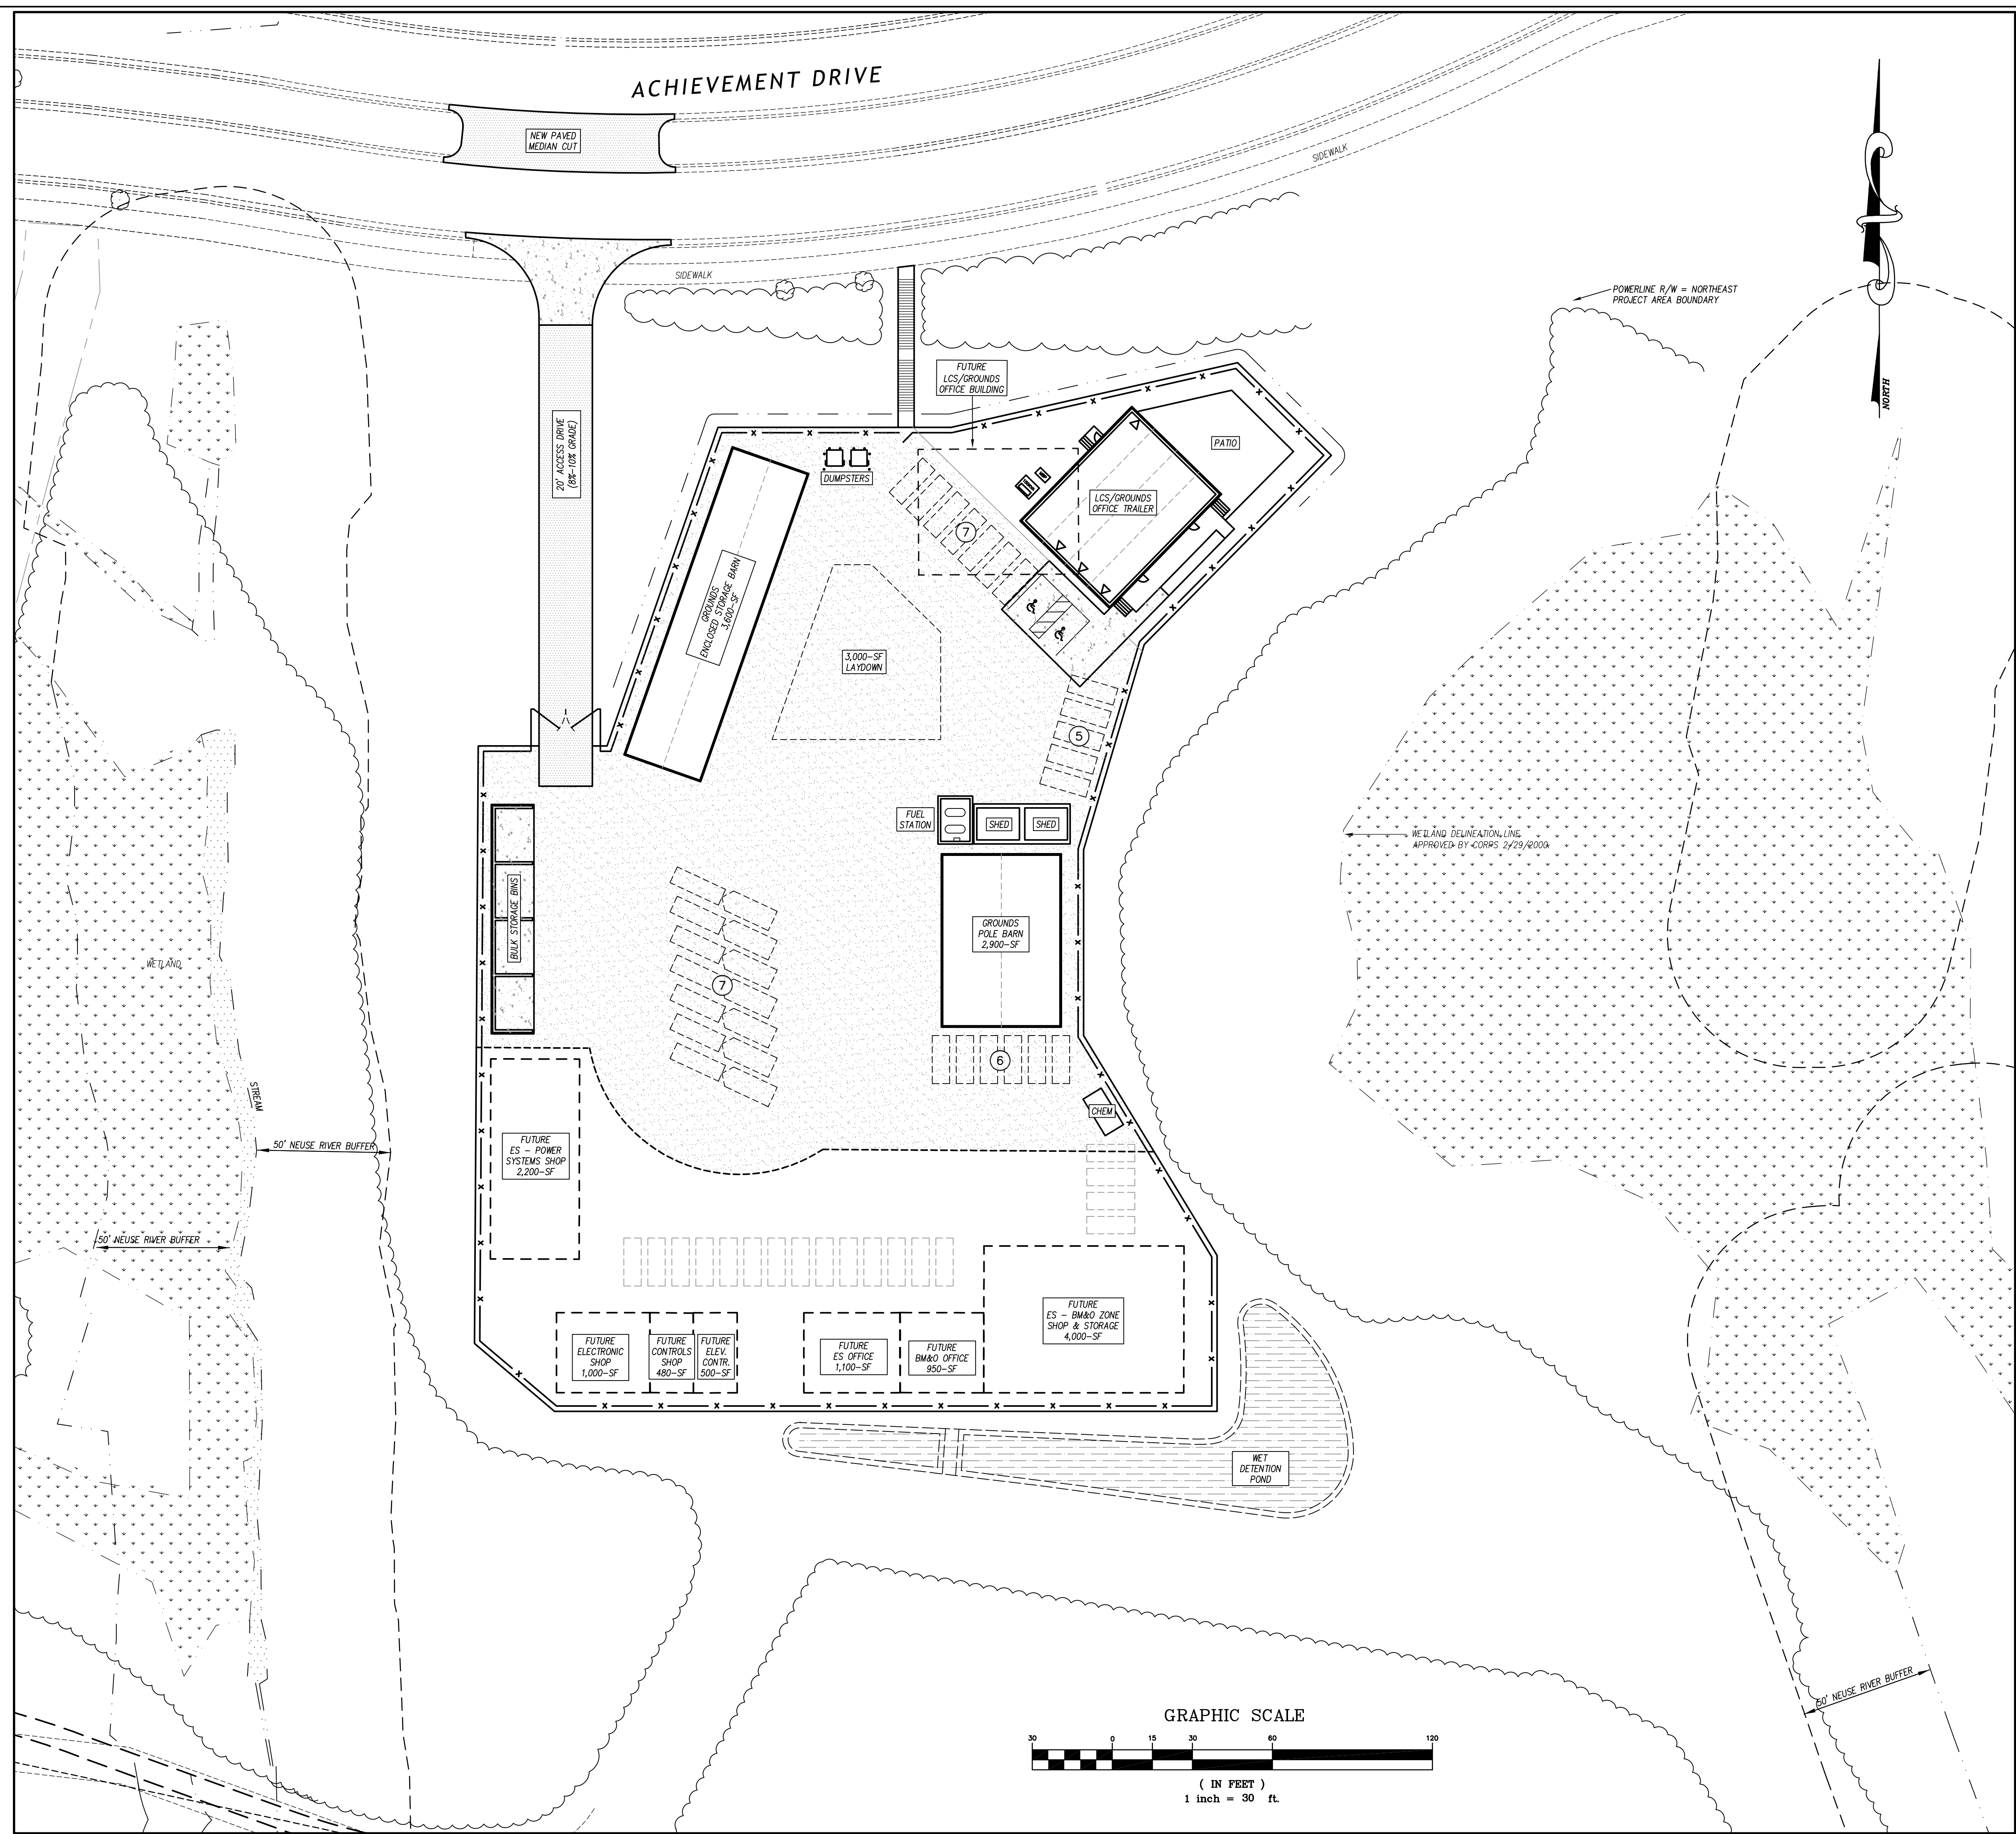 ACHIEVEMENT DRIVE
NEW PAVED
MEDIAN CUT
SIDEWALK
SIDEWALK
POWERLINE R/W = NORTHEAST
PROJECT AREA BOUNDARY
NORTH
FUTURE
LCS/GROUNDS
OFFICE BUILDING
20' ACCESS DRIVE
(8%-10% GRADE)
PATIO
DUMPSTERS
LCS/GROUNDS
OFFICE TRAILER
7
GROUNDS
ENCLOSED STORAGE BARN
3,600-SF
3,000-SF
LAYDOWN
5
FUEL
STATION
SHED
SHED
WETLAND DELINEATION LINE
APPROVED BY CORPS 2/29/2000
BULK STORAGE BINS
GROUNDS
POLE BARN
2,900-SF
WETLAND
7
6
STREAM
CHEM
50' NEUSE RIVER BUFFER
FUTURE
ES - POWER
SYSTEMS SHOP
2,200-SF
50' NEUSE RIVER BUFFER
FUTURE
ES - BM&O ZONE
SHOP & STORAGE
4,000-SF
FUTURE
ELECTRONIC
SHOP
1,000-SF
FUTURE
CONTROLS
SHOP
480-SF
FUTURE
ELEV.
CONTR.
500-SF
FUTURE
ES OFFICE
1,100-SF
FUTURE
BM&O OFFICE
950-SF
WET
DETENTION
POND
50' NEUSE RIVER BUFFER
GRAPHIC SCALE
30 0 15 30 60 120
( IN FEET )
1 inch = 30 ft.